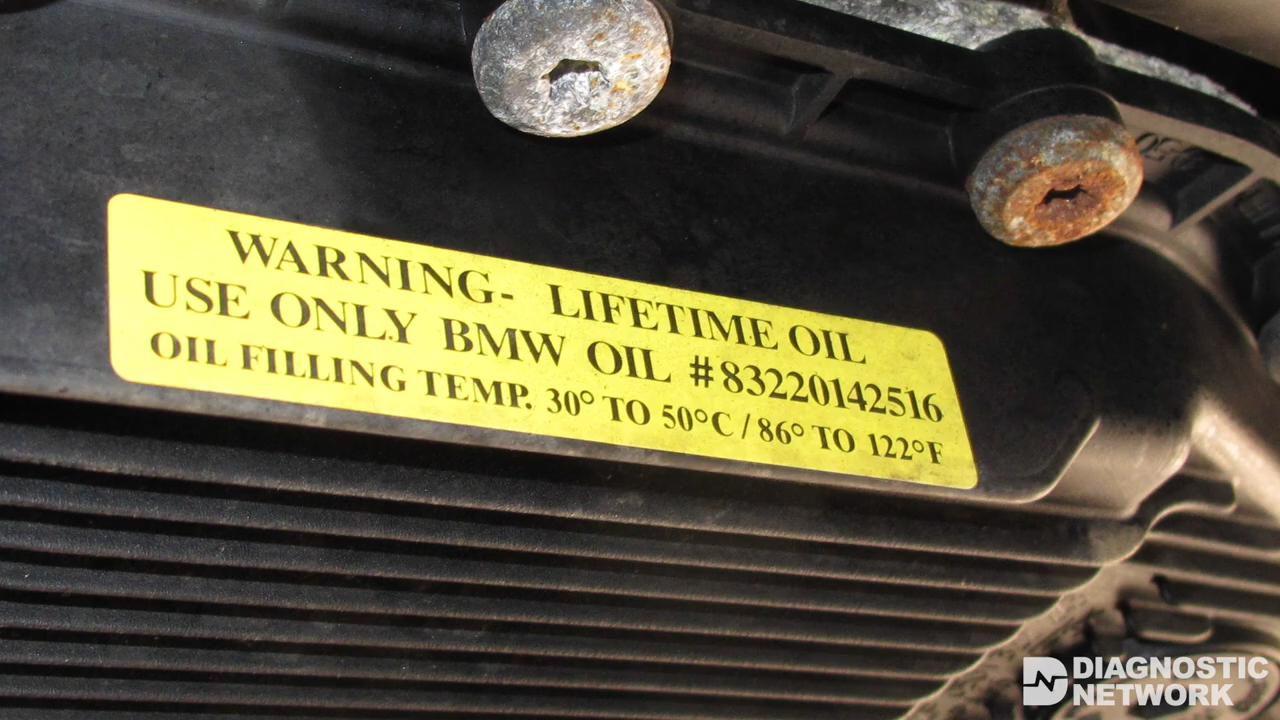 WARNING- LIFETIME OIL
USE ONLY BMW OIL #83220142516
OIL FILLING TEMP. 30° TO 50°C / 86° TO 122°F
DIAGNOSTIC
NETWORK